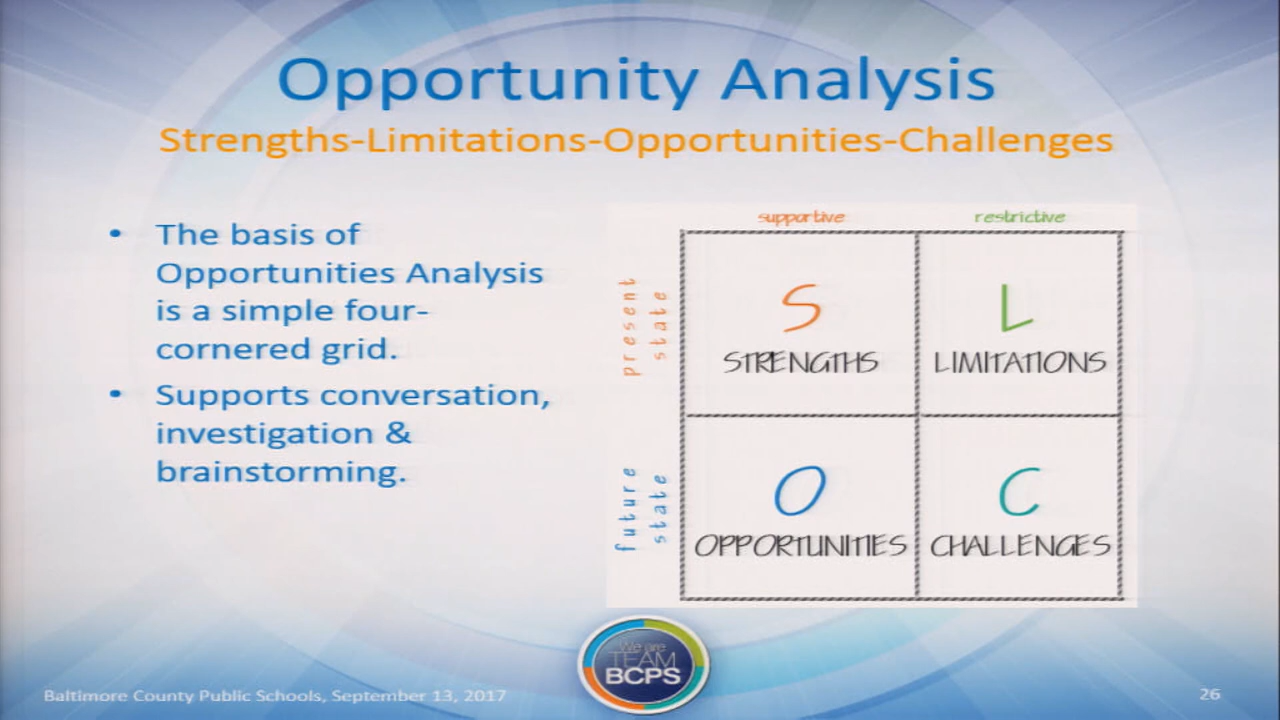 Opportunity Analysis
Strengths-Limitations-Opportunities-Challenges
• The basis of
Opportunities Analysis
is a simple four-
cornered grid.
• Supports conversation,
investigation &
brainstorming.
supportive
restrictive
present
state
S
STRENGTHS
L
LIMITATIONS
future
state
O
OPPORTUNITIES
C
CHALLENGES
We are
TEAM
BCPS
Baltimore County Public Schools, September 13, 2017
26